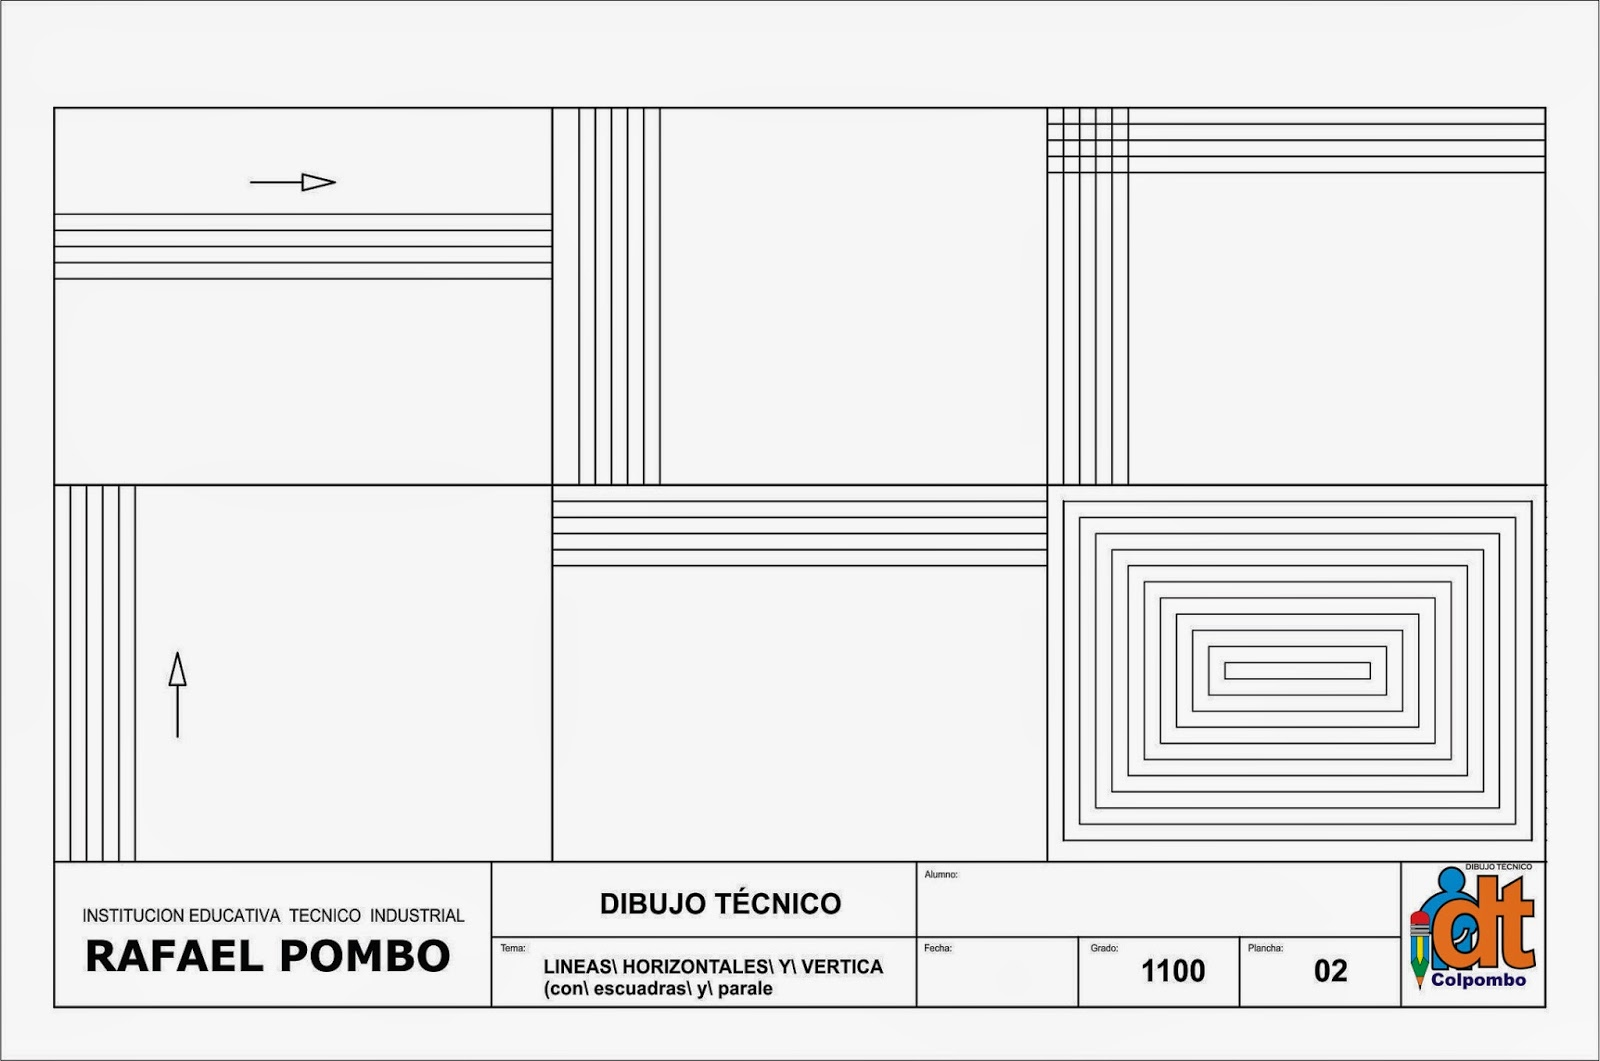 INSTITUCION EDUCATIVA TECNICO INDUSTRIAL
RAFAEL POMBO
DIBUJO TÉCNICO
Tema:
LINEAS\ HORIZONTALES\ Y\ VERTICA
(con\ escuadras\ y\ parale
Alumno:
Fecha:
Grado:
1100
Plancha:
02
DIBUJO TÉCNICO
dt
Colpombo